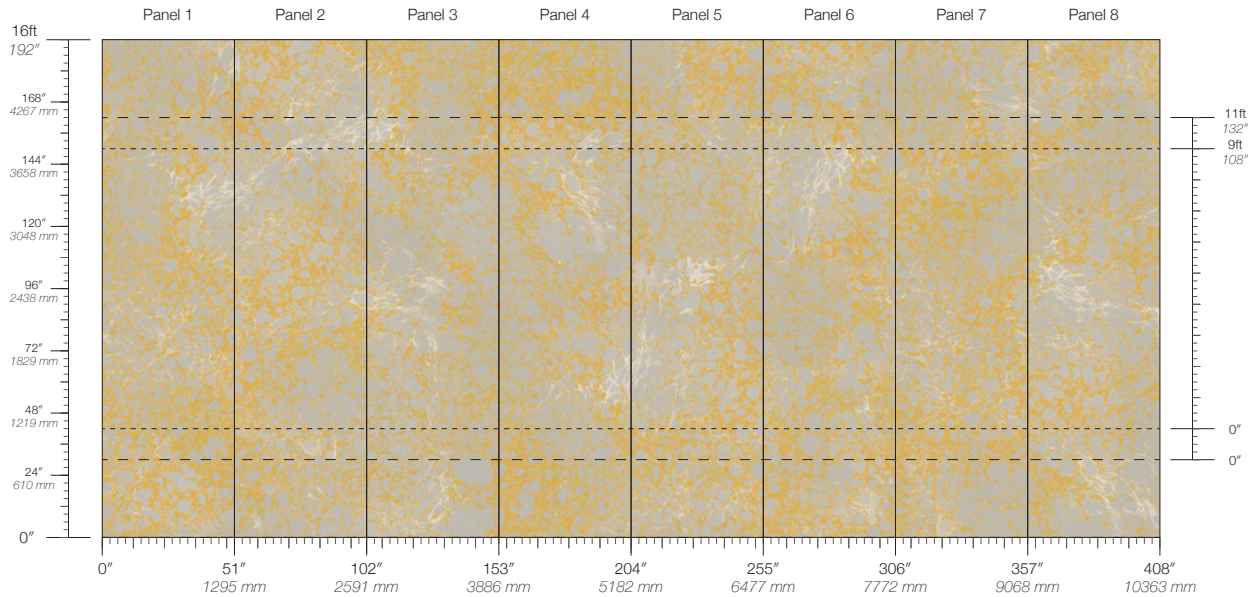 Panel 1 Panel 2 Panel 3 Panel 4 Panel 5 Panel 6 Panel 7 Panel 8
16ft
192″
168″
4267 mm
144″
3658 mm
120″
3048 mm
96″
2438 mm
72″
1829 mm
48″
1219 mm
24″
610 mm
0″
11ft
132″
9ft
108″
0″
0″
0″ 51″ 102″ 153″ 204″ 255″ 306″ 357″ 408″
1295 mm 2591 mm 3886 mm 5182 mm 6477 mm 7772 mm 9068 mm 10363 mm